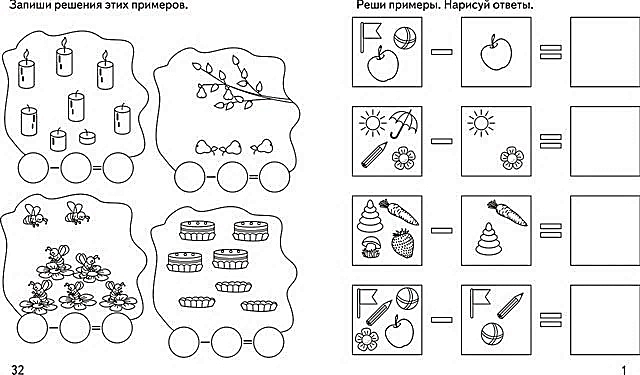 Запиши решения этих примеров.
Реши примеры. Нарисуй ответы.
32
1